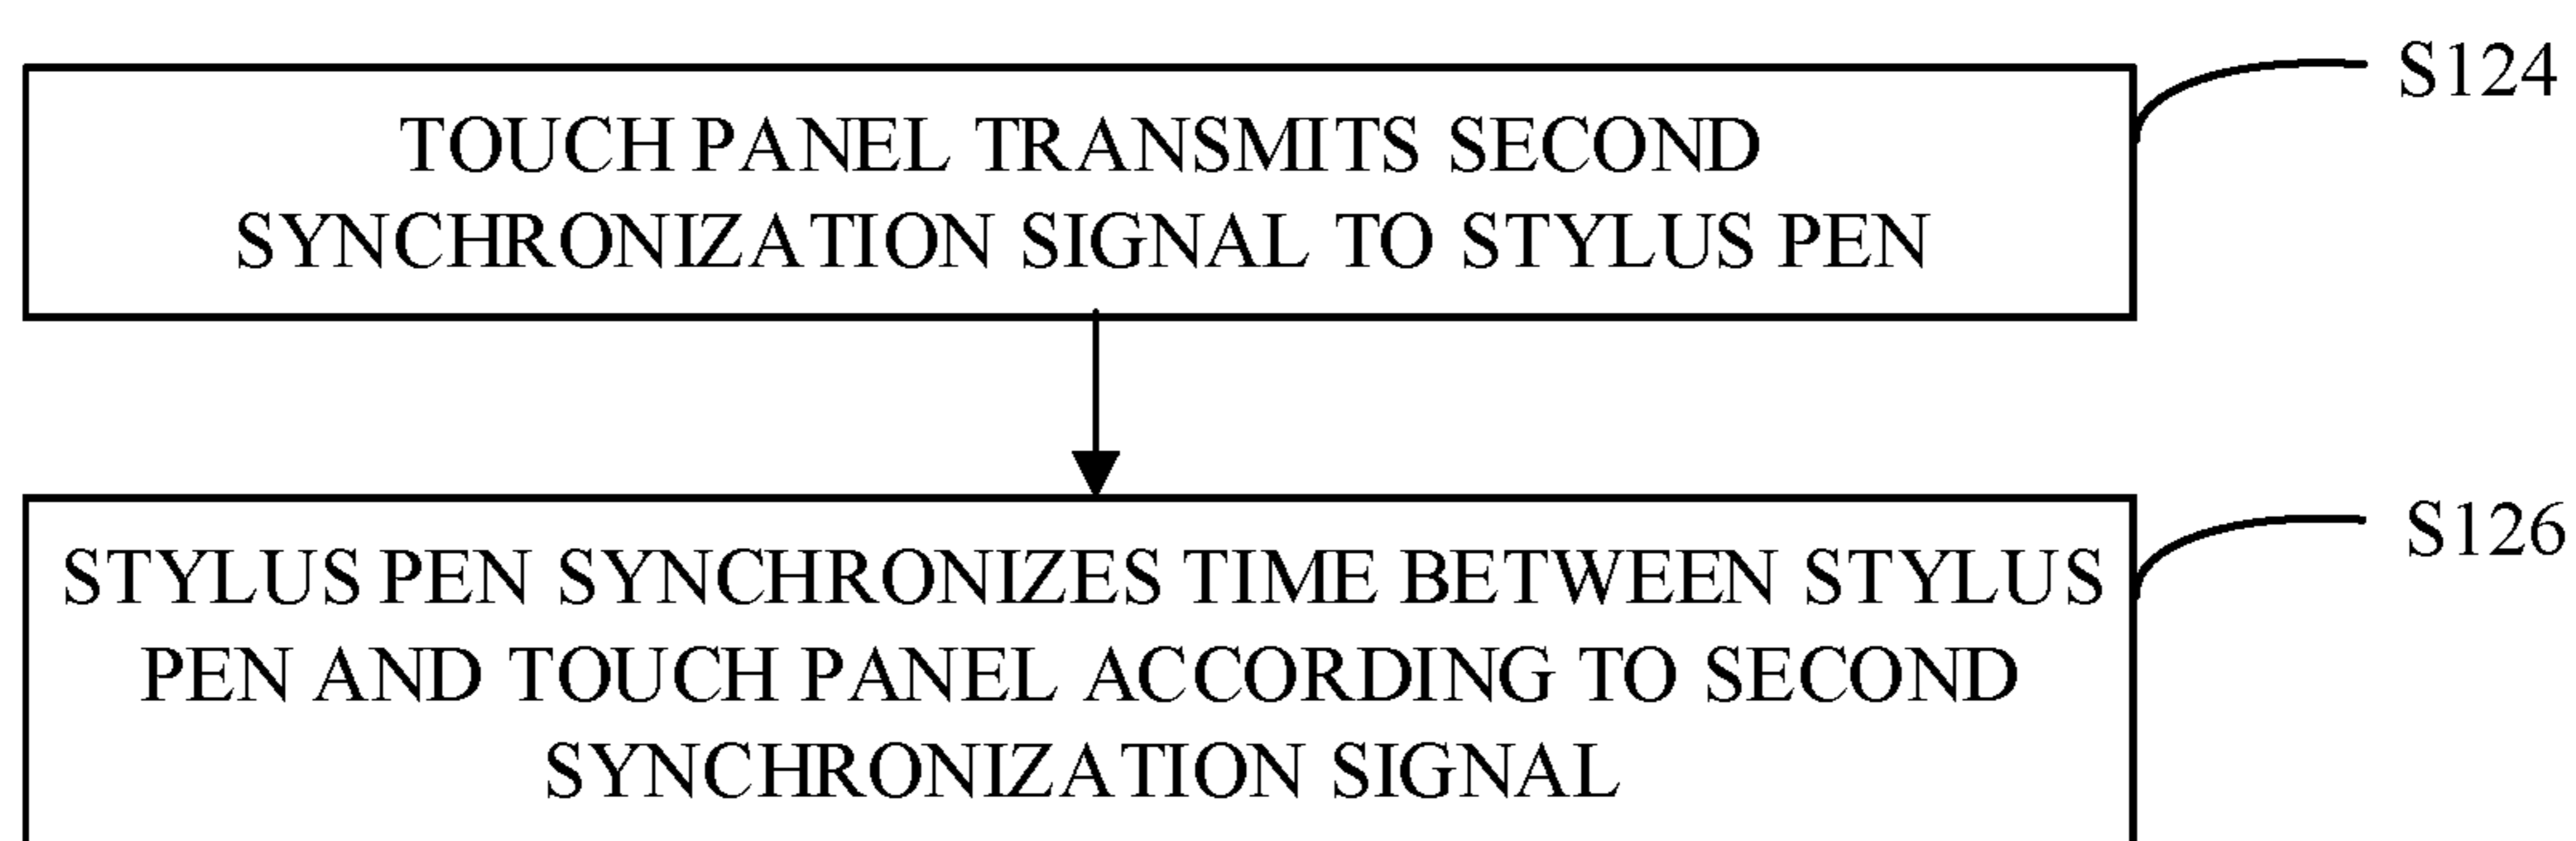 S124
TOUCH PANEL TRANSMITS SECOND
SYNCHRONIZATION SIGNAL TO STYLUS PEN
S126
STYLUS PEN SYNCHRONIZES TIME BETWEEN STYLUS
PEN AND TOUCH PANEL ACCORDING TO SECOND
SYNCHRONIZATION SIGNAL